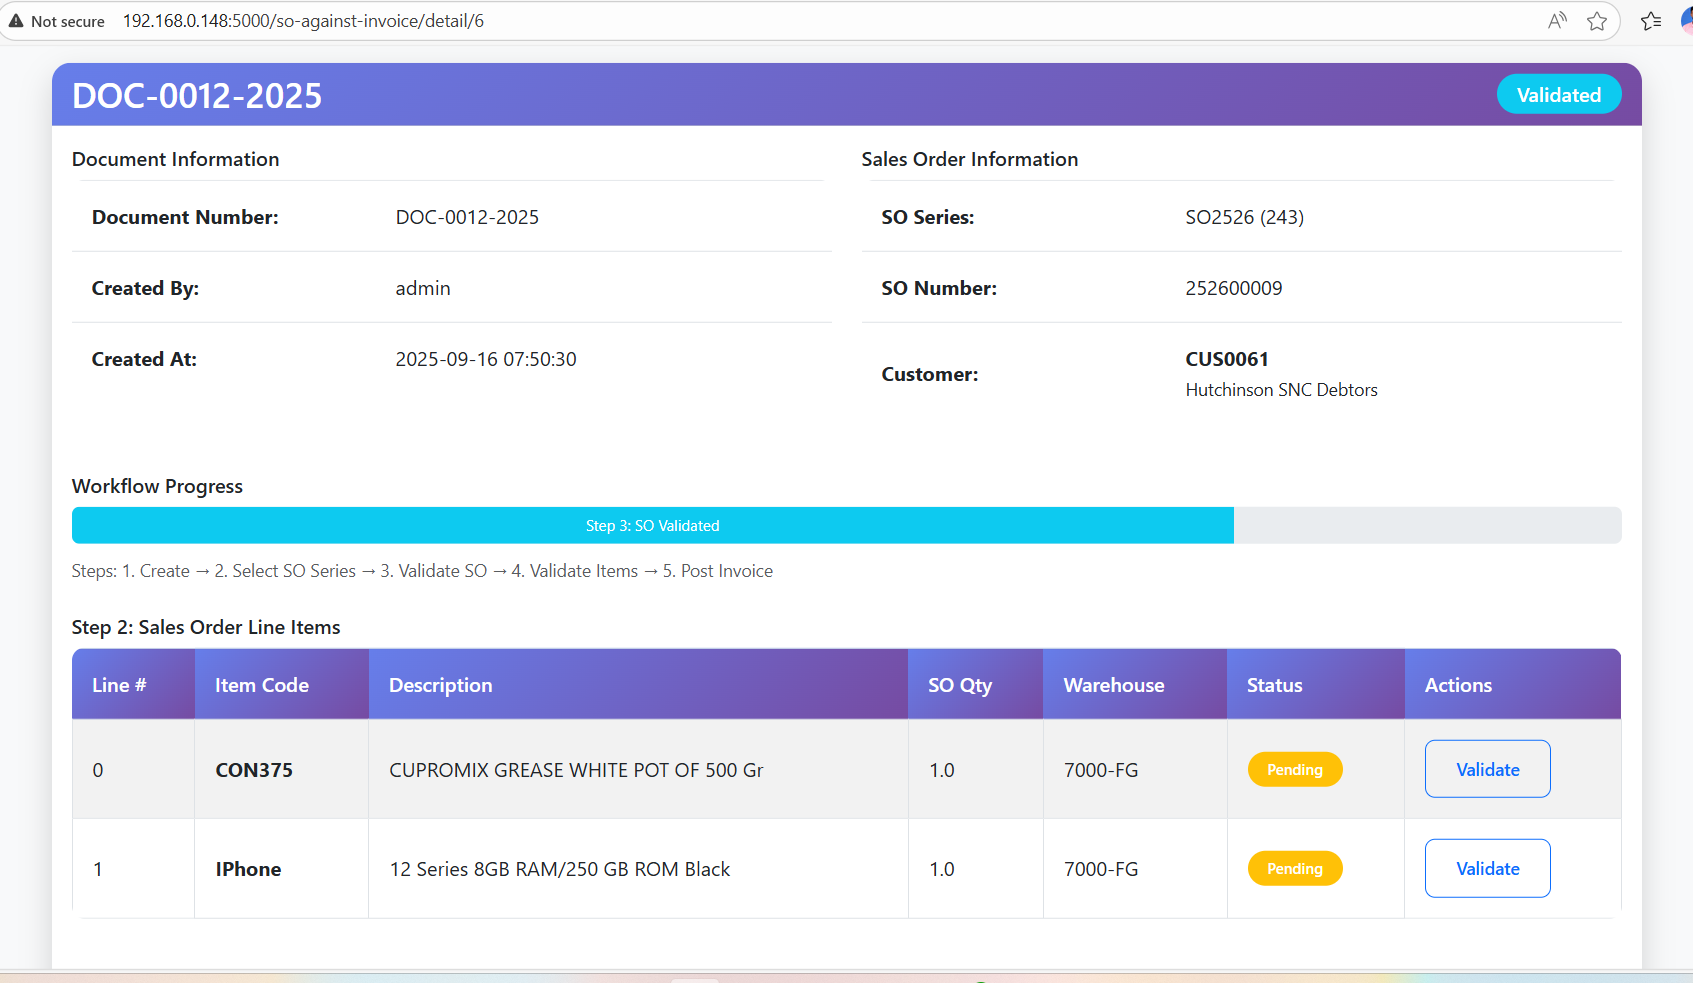 Not secure 192.168.0.148:5000/so-against-invoice/detail/6
DOC-0012-2025 Validated
Document Information
Document Number: DOC-0012-2025
Created By: admin
Created At: 2025-09-16 07:50:30
Sales Order Information
SO Series: SO2526 (243)
SO Number: 252600009
Customer: CUS0061
Hutchinson SNC Debtors
Workflow Progress
Step 3: SO Validated
Steps: 1. Create → 2. Select SO Series → 3. Validate SO → 4. Validate Items → 5. Post Invoice
Step 2: Sales Order Line Items
Line # Item Code Description SO Qty Warehouse Status Actions
0 CON375 CUPROMIX GREASE WHITE POT OF 500 Gr 1.0 7000-FG Pending Validate
1 IPhone 12 Series 8GB RAM/250 GB ROM Black 1.0 7000-FG Pending Validate